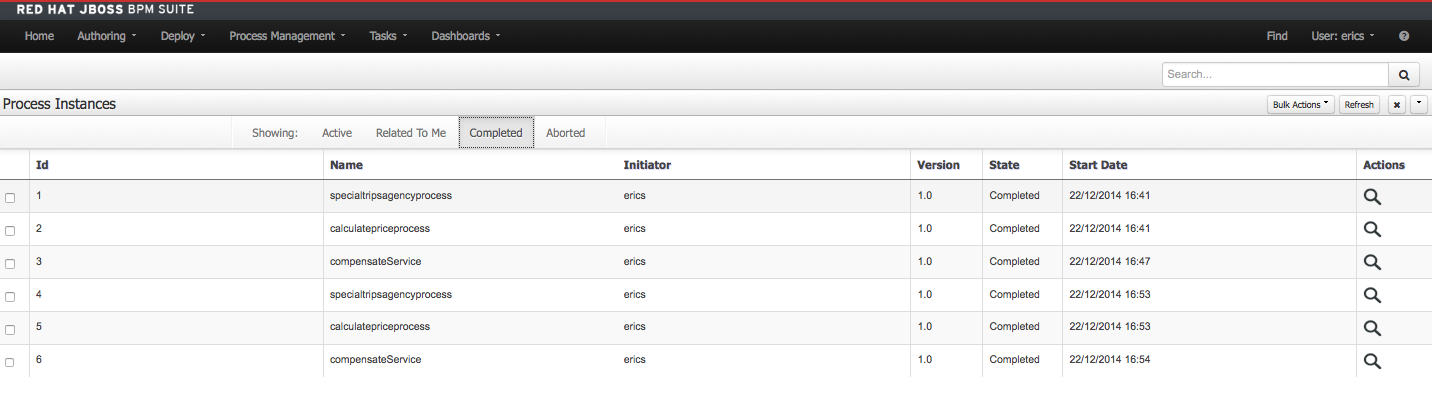 RED HAT JBOSS BPM SUITE
Home Authoring Deploy Process Management Tasks Dashboards Find User: erics ?
Search...
Process Instances Bulk Actions Refresh
Showing: Active Related To Me Completed Aborted
Id Name Initiator Version State Start Date Actions
1 specialtripsagencyprocess erics 1.0 Completed 22/12/2014 16:41
2 calculatepriceprocess erics 1.0 Completed 22/12/2014 16:41
3 compensateService erics 1.0 Completed 22/12/2014 16:47
4 specialtripsagencyprocess erics 1.0 Completed 22/12/2014 16:53
5 calculatepriceprocess erics 1.0 Completed 22/12/2014 16:53
6 compensateService erics 1.0 Completed 22/12/2014 16:54